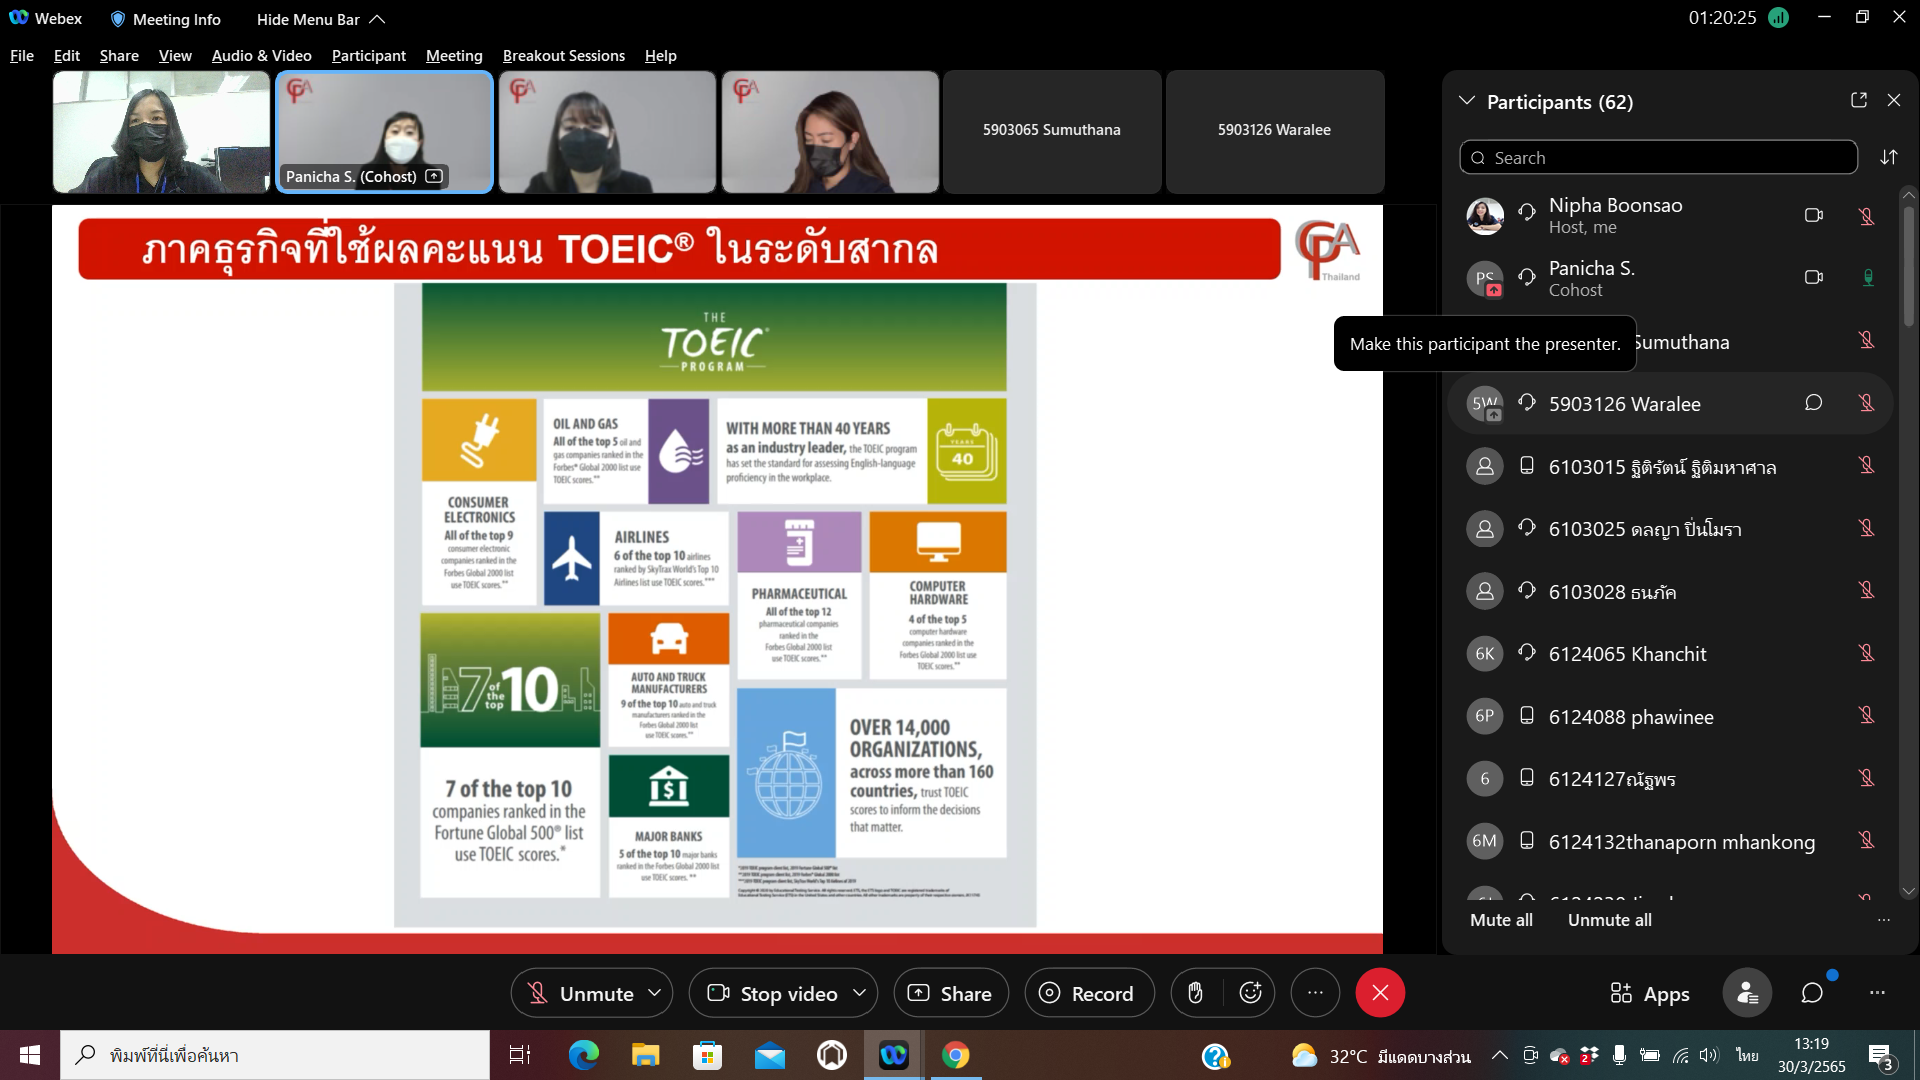 Webex
Meeting Info
Hide Menu Bar
01:20:25
File Edit Share View Audio & Video Participant Meeting Breakout Sessions Help
CPA
Panicha S. (Cohost)
CPA
CPA
5903065 Sumuthana
5903126 Waralee
ภาคธุรกิจที่ใช้ผลคะแนน TOEIC® ในระดับสากล
CPA
Thailand
THE
TOEIC®
PROGRAM
CONSUMER
ELECTRONICS
All of the top 9
consumer electronic
companies ranked in the
Forbes Global 2000 list
use TOEIC scores.**
OIL AND GAS
All of the top 5 oil and
gas companies ranked in the
Forbes® Global 2000 list use
TOEIC scores.**
WITH MORE THAN 40 YEARS
as an industry leader, the TOEIC program
has set the standard for assessing English-language
proficiency in the workplace.
YEARS
40
AIRLINES
6 of the top 10 airlines
ranked by SkyTrax World's Top 10
Airlines list use TOEIC scores.***
PHARMACEUTICAL
All of the top 12
pharmaceutical companies
ranked in the
Forbes Global 2000 list
use TOEIC scores.**
COMPUTER
HARDWARE
4 of the top 5
computer hardware
companies ranked in the
Forbes Global 2000 list use
TOEIC scores.**
7 of the top 10
7 of the top 10
companies ranked in the
Fortune Global 500® list
use TOEIC scores.*
AUTO AND TRUCK
MANUFACTURERS
9 of the top 10 auto and truck
manufacturers ranked in the
Forbes Global 2000 list
use TOEIC scores.**
MAJOR BANKS
5 of the top 10 major banks
ranked in the Forbes Global 2000 list
use TOEIC scores. **
OVER 14,000
ORGANIZATIONS,
across more than 160
countries, trust TOEIC
scores to inform the decisions
that matter.
Participants (62)
Search
Nipha Boonsao
Host, me
PS
Panicha S.
Cohost
Make this participant the presenter.
Sumuthana
5W
5903126 Waralee
6103015 ฐิติรัตน์ ฐิติมหาศาล
6103025 ดลญา ปิ่นโมรา
6103028 ธนภัค
6K
6124065 Khanchit
6P
6124088 phawinee
6
6124127ณัฐพร
6M
6124132thanaporn mhankong
Mute all
Unmute all
Unmute
Stop video
Share
Record
Apps
พิมพ์ที่นี่เพื่อค้นหา
32°C มีแดดบางส่วน
2
ไทย
13:19
30/3/2565
3